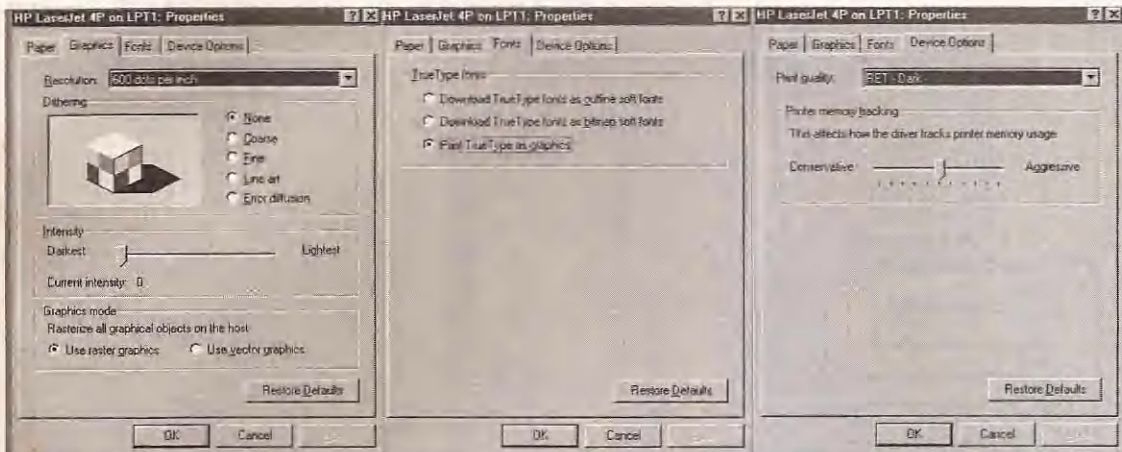 HP LaserJet 4P on LPT1: Properties
Paper
Graphics
Fonts
Device Options
Resolution: 600 dots per inch
Dithering
None
Coarse
Fine
Line art
Error diffusion
Intensity
Darkest
Lightest
Current intensity: 0
Graphics mode
Rasterize all graphical objects on the host
Use raster graphics
Use vector graphics
Restore Defaults
OK
Cancel
HP LaserJet 4P on LPT1: Properties
Paper
Graphics
Fonts
Device Options
TrueType fonts
Download TrueType fonts as outline soft fonts
Download TrueType fonts as bitmap soft fonts
Print TrueType as graphics
Restore Defaults
OK
Cancel
HP LaserJet 4P on LPT1: Properties
Paper
Graphics
Fonts
Device Options
Print quality: RET - Dark
Printer memory tracking
This affects how the driver tracks printer memory usage
Conservative
Aggressive
Restore Defaults
OK
Cancel